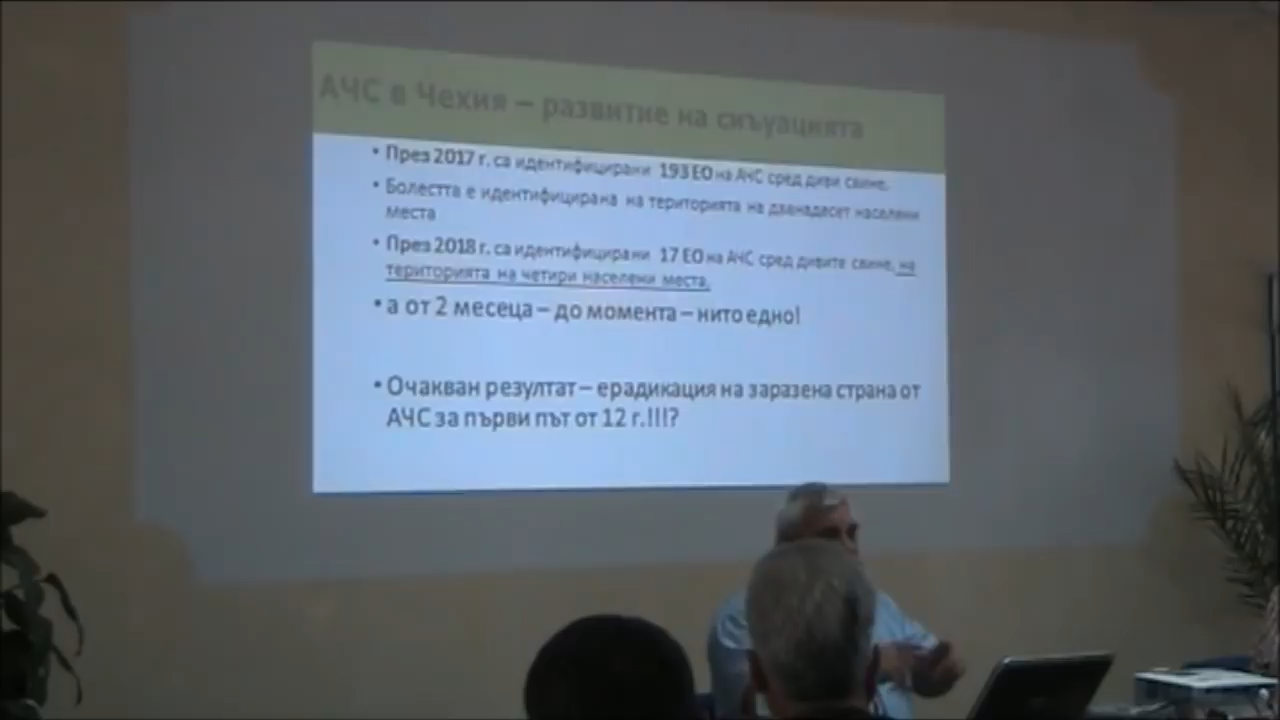 АЧС в Чехия – развитие на сиъуацията
• През 2017 г. са идентифицирани 193 ЕО на АЧС сред диви свине.
• Болестта е идентифицирана на територията на дванадесет населени
места
• През 2018 г. са идентифицирани 17 ЕО на АЧС сред дивите свине, на
територията на четири населени места,
• а от 2 месеца – до момента – нито едно!
• Очакван резултат – ерадикация на заразена страна от
АЧС за първи път от 12 г.!!!?